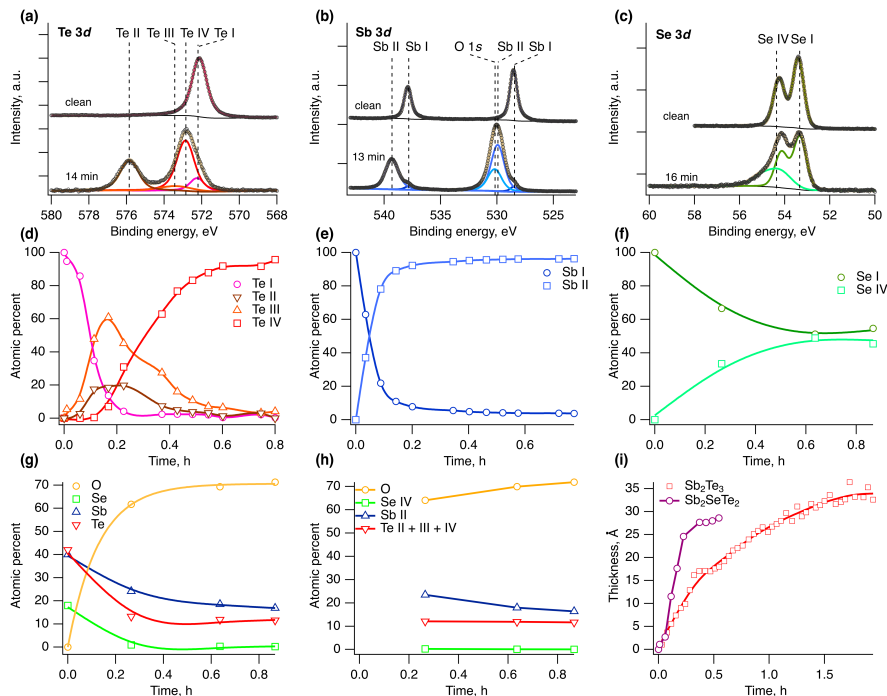 (a) Te 3d
Te II Te III Te IV Te I
clean
14 min
Intensity, a.u.
580 578 576 574 572 570 568
Binding energy, eV
(b) Sb 3d
Sb II Sb I O 1s Sb II Sb I
clean
13 min
Intensity, a.u.
540 535 530 525
Binding energy, eV
(c) Se 3d
Se IV Se I
clean
16 min
Intensity, a.u.
60 58 56 54 52 50
Binding energy, eV
(d)
100
80
60
40
20
0
Atomic percent
Te I
Te II
Te III
Te IV
0.0 0.2 0.4 0.6 0.8
Time, h
(e)
100
80
60
40
20
0
Atomic percent
Sb I
Sb II
0.0 0.2 0.4 0.6
Time, h
(f)
100
80
60
40
20
0
Atomic percent
Se I
Se IV
0.0 0.2 0.4 0.6 0.8
Time, h
(g)
70
60
50
40
30
20
10
0
Atomic percent
O
Se
Sb
Te
0.0 0.2 0.4 0.6 0.8
Time, h
(h)
70
60
50
40
30
20
10
0
Atomic percent
O
Se IV
Sb II
Te II + III + IV
0.0 0.2 0.4 0.6 0.8
Time, h
(i)
35
30
25
20
15
10
5
0
Thickness, Å
Sb₂Te₃
Sb₂SeTe₂
0.0 0.5 1.0 1.5
Time, h